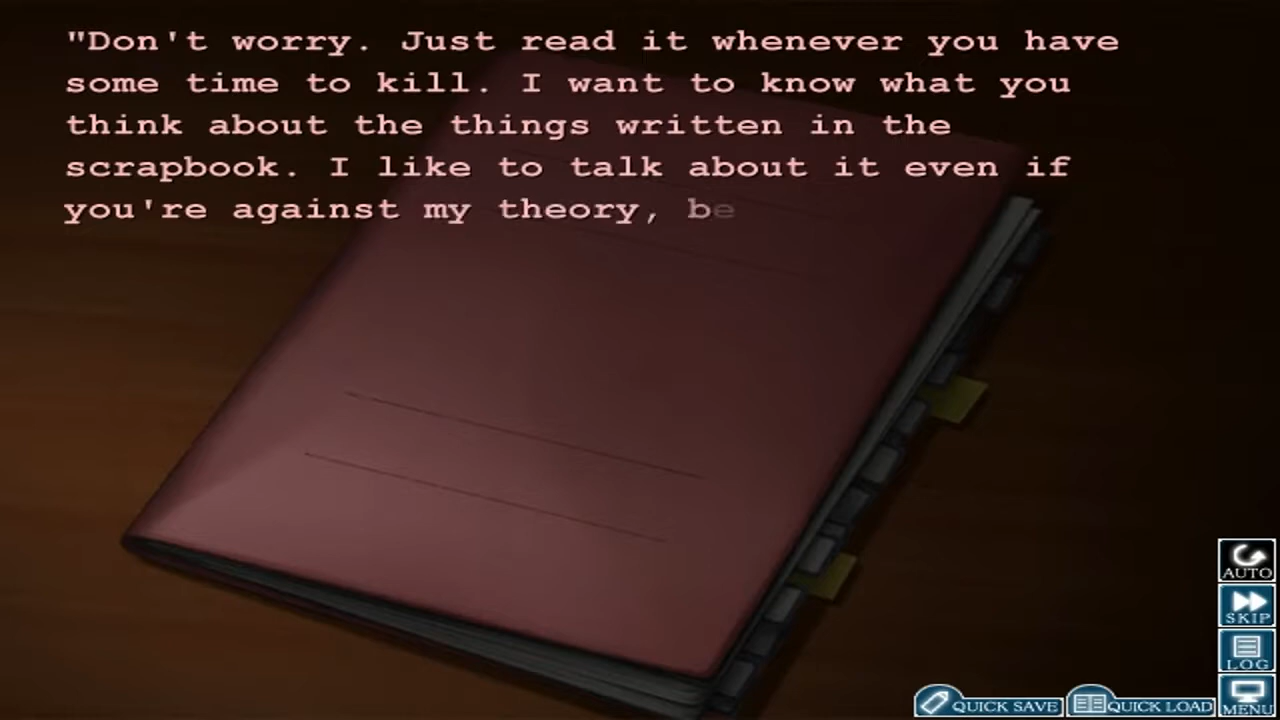 "Don't worry. Just read it whenever you have
some time to kill. I want to know what you
think about the things written in the
scrapbook. I like to talk about it even if
you're against my theory, be
AUTO
SKIP
LOG
QUICK SAVE
QUICK LOAD
MENU